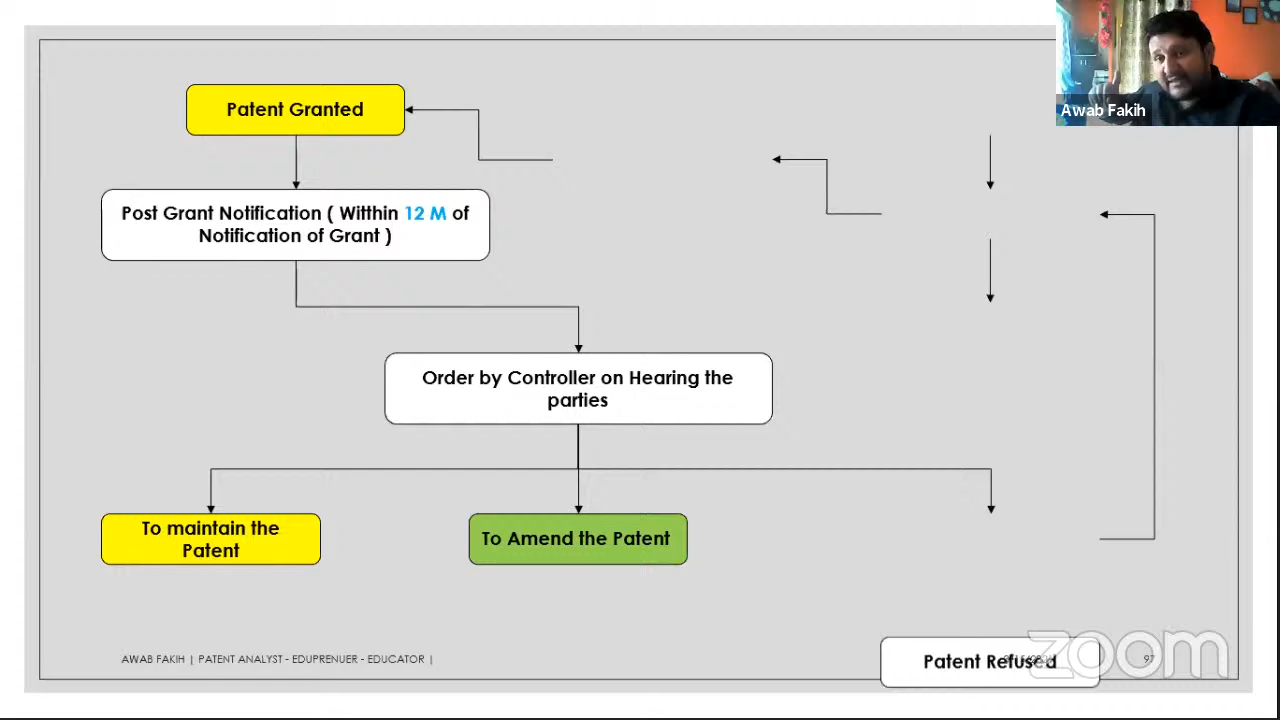 Awab Fakih
Patent Granted
Post Grant Notification ( Witthin 12 M of
Notification of Grant )
Order by Controller on Hearing the
parties
To maintain the
Patent
To Amend the Patent
Patent Refused
AWAB FAKIH | PATENT ANALYST - EDUPRENUER - EDUCATOR |
97
zoom